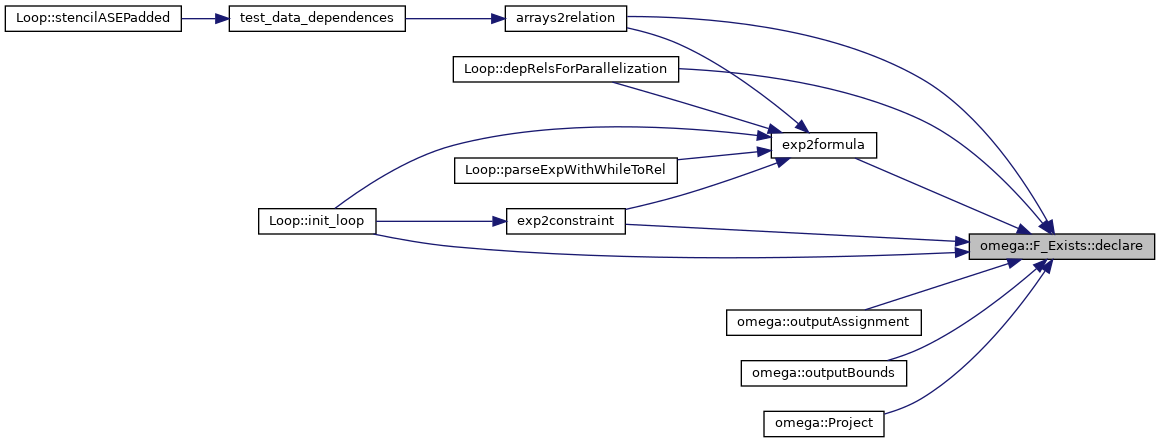 Loop::stencilASEPadded
test_data_dependences
arrays2relation
Loop::depRelsForParallelization
exp2formula
Loop::parseExpWithWhileToRel
Loop::init_loop
exp2constraint
omega::F_Exists::declare
omega::outputAssignment
omega::outputBounds
omega::Project